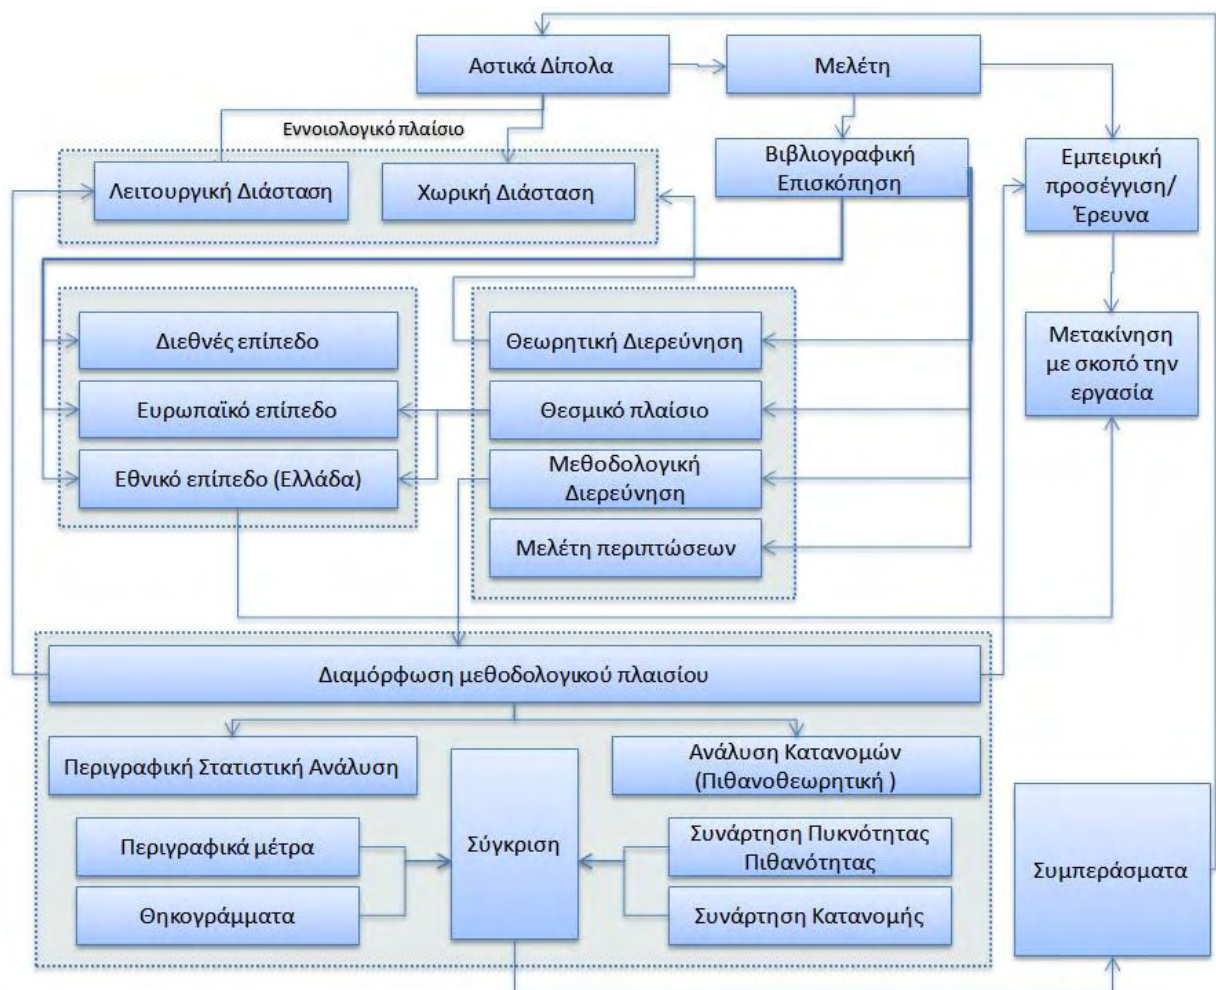 Αστικά Δίπολα
Μελέτη
Εννοιολογικό πλαίσιο
Λειτουργική Διάσταση
Χωρική Διάσταση
Βιβλιογραφική
Επισκόπηση
Εμπειρική
προσέγγιση/
Έρευνα
Διεθνές επίπεδο
Ευρωπαϊκό επίπεδο
Εθνικό επίπεδο (Ελλάδα)
Θεωρητική Διερεύνηση
Θεσμικό πλαίσιο
Μεθοδολογική
Διερεύνηση
Μελέτη περιπτώσεων
Μετακίνηση
με σκοπό την
εργασία
Διαμόρφωση μεθοδολογικού πλαισίου
Περιγραφική Στατιστική Ανάλυση
Ανάλυση Κατανομών
(Πιθανοθεωρητική )
Περιγραφικά μέτρα
Θηκογράμματα
Σύγκριση
Συνάρτηση Πυκνότητας
Πιθανότητας
Συνάρτηση Κατανομής
Συμπεράσματα